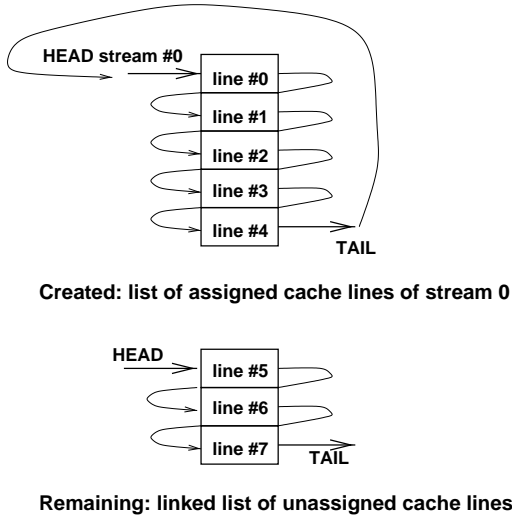 HEAD stream #0
line #0
line #1
line #2
line #3
line #4
TAIL
Created: list of assigned cache lines of stream 0
HEAD
line #5
line #6
line #7
TAIL
Remaining: linked list of unassigned cache lines